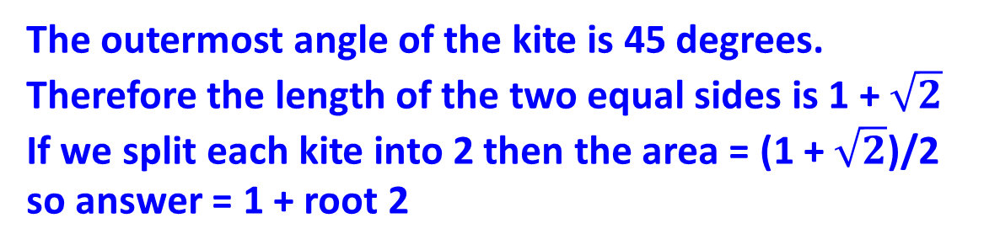 The outermost angle of the kite is 45 degrees.
Therefore the length of the two equal sides is 1 + √2
If we split each kite into 2 then the area = (1 + √2)/2
so answer = 1 + root 2